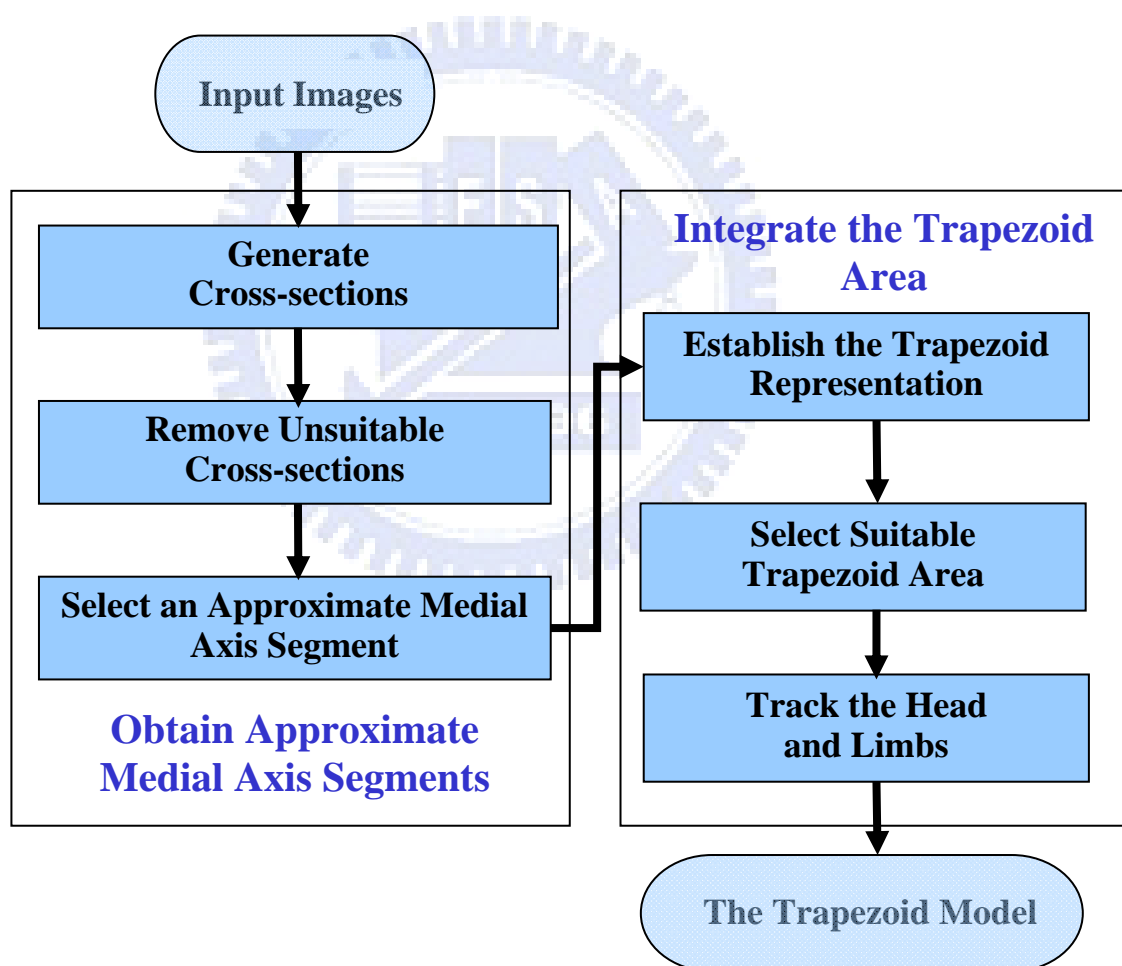 Input Images
Generate
Cross-sections
Remove Unsuitable
Cross-sections
Select an Approximate Medial
Axis Segment
Obtain Approximate
Medial Axis Segments
Integrate the Trapezoid
Area
Establish the Trapezoid
Representation
Select Suitable
Trapezoid Area
Track the Head
and Limbs
The Trapezoid Model